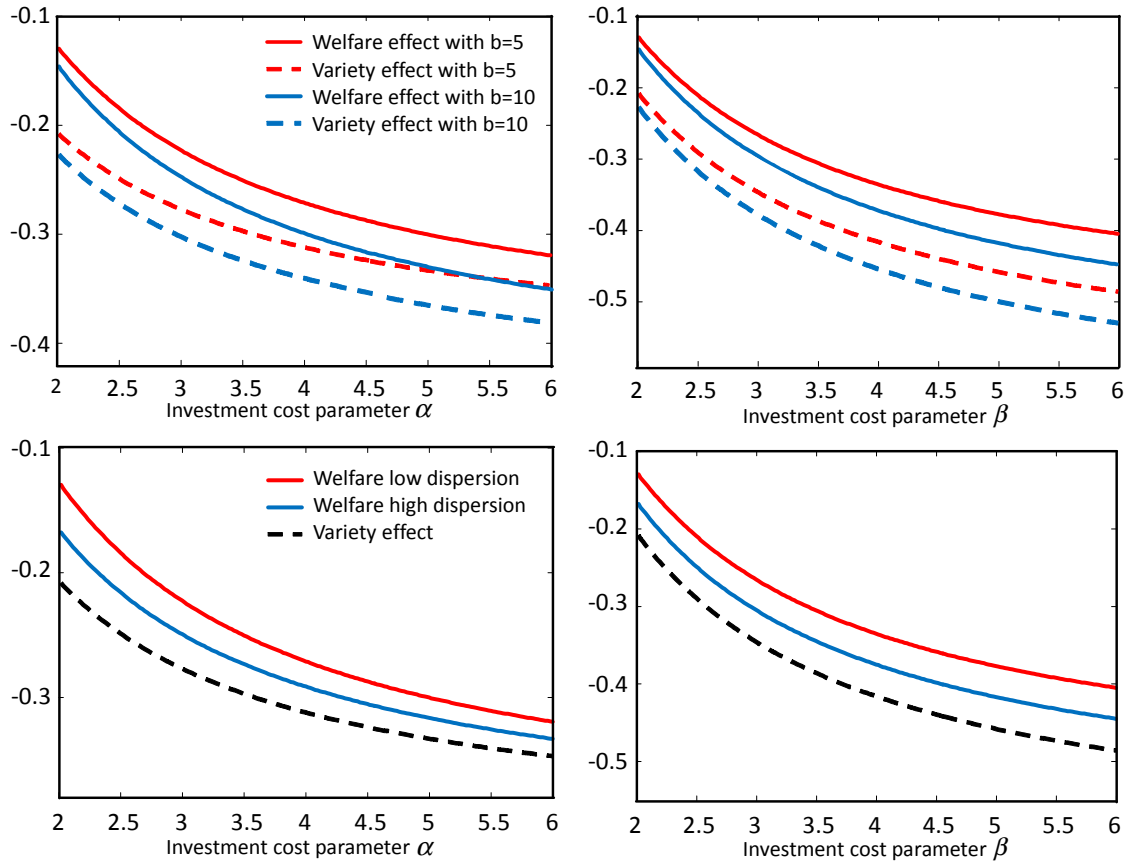 -0.1
-0.2
-0.3
-0.4
Welfare effect with b=5
Variety effect with b=5
Welfare effect with b=10
Variety effect with b=10
2 2.5 3 3.5 4 4.5 5 5.5 6
Investment cost parameter α
-0.1
-0.2
-0.3
-0.4
-0.5
2 2.5 3 3.5 4 4.5 5 5.5 6
Investment cost parameter β
-0.1
-0.2
-0.3
Welfare low dispersion
Welfare high dispersion
Variety effect
2 2.5 3 3.5 4 4.5 5 5.5 6
Investment cost parameter α
-0.1
-0.2
-0.3
-0.4
-0.5
2 2.5 3 3.5 4 4.5 5 5.5 6
Investment cost parameter β